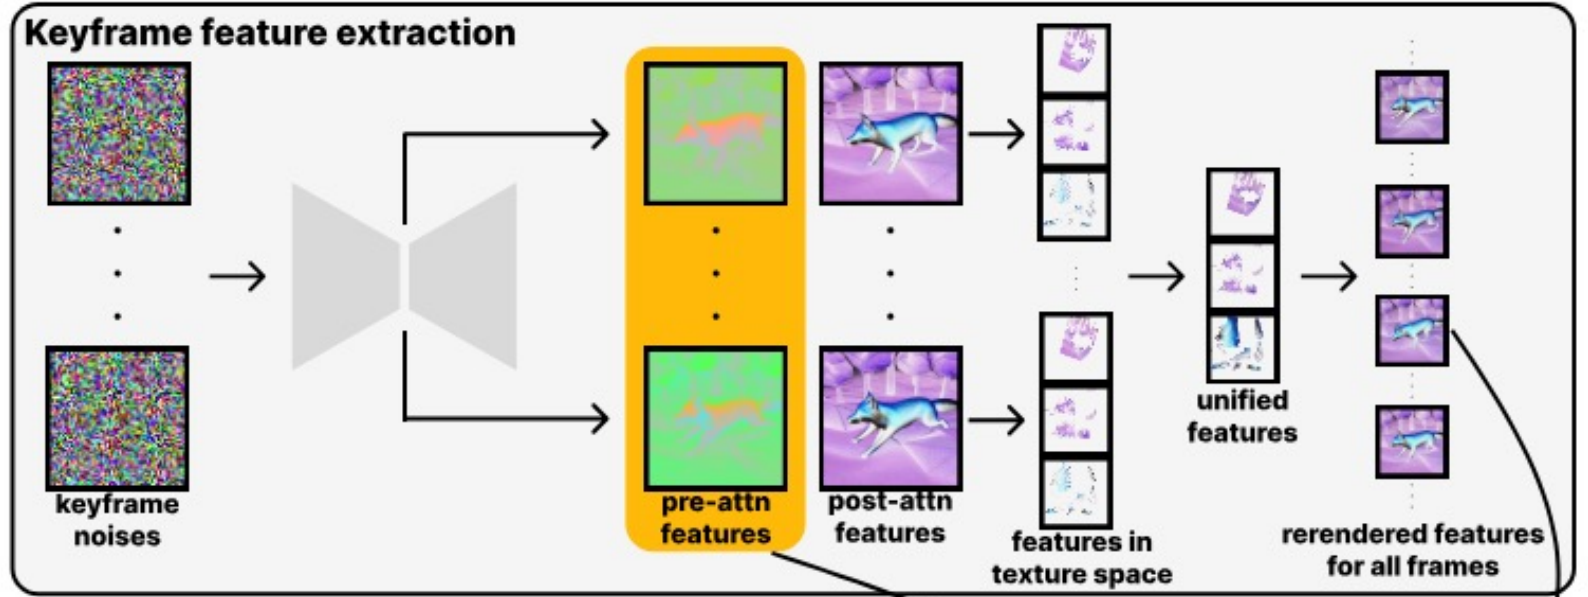 Keyframe feature extraction
keyframe
noises
pre-attn
features
post-attn
features
features in
texture space
unified
features
rerendered features
for all frames